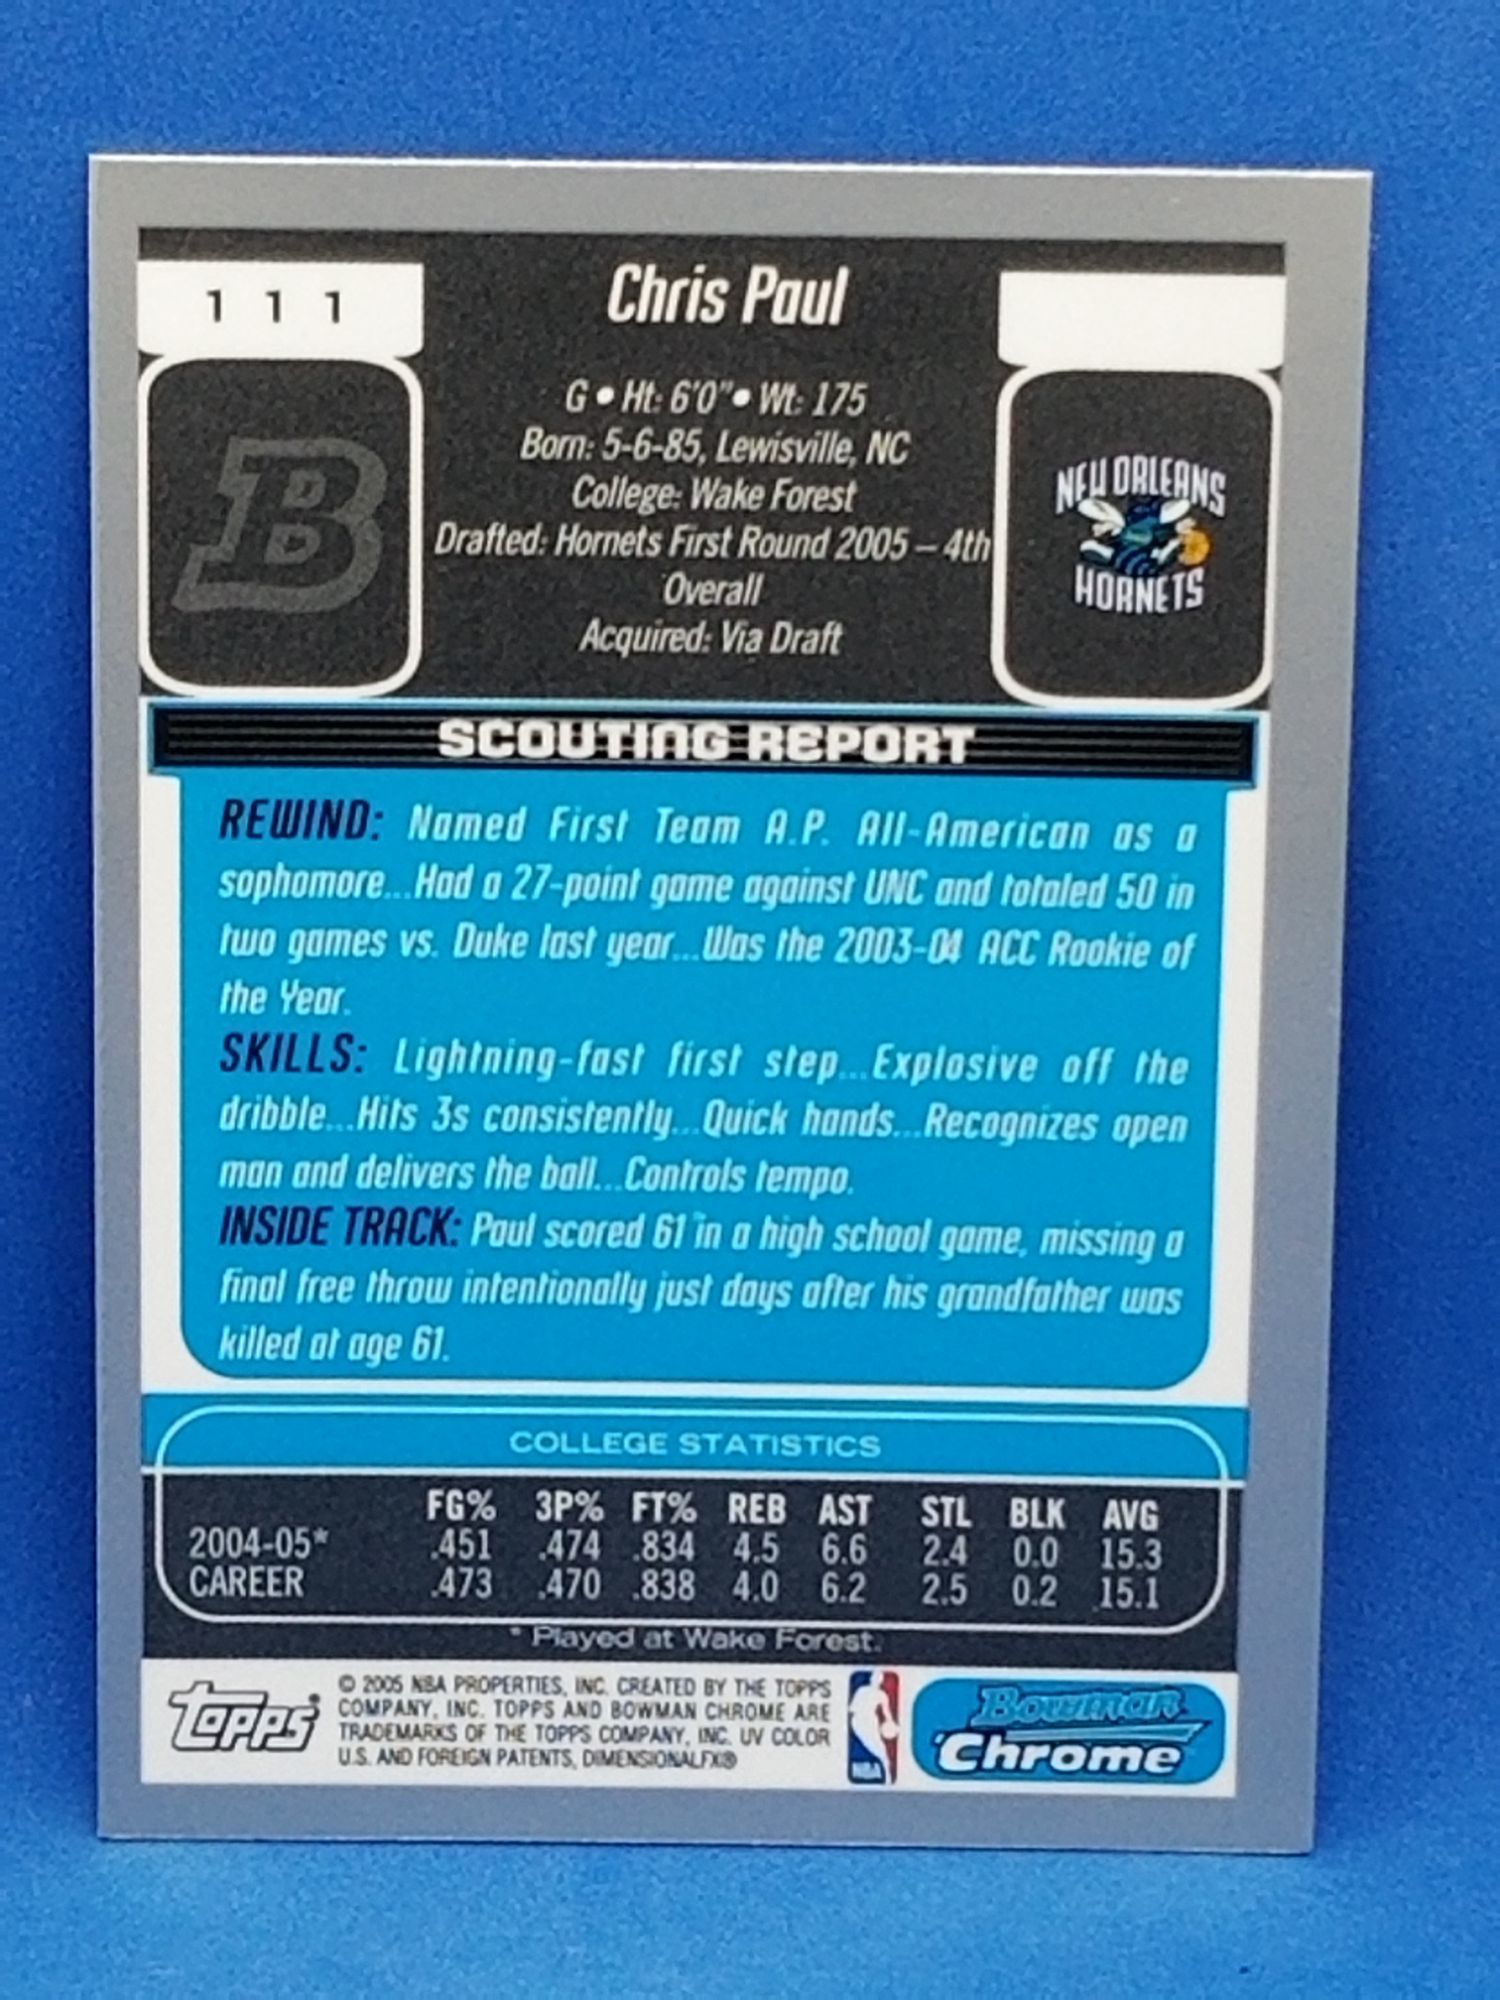 1 1 1
Chris Paul
G • Ht: 6'0" • Wt: 175
Born: 5-6-85, Lewisville, NC
College: Wake Forest
Drafted: Hornets First Round 2005 – 4th
Overall
Acquired: Via Draft
B
NEW ORLEANS
HORNETS
SCOUTING REPORT
REWIND: Named First Team A.P. All-American as a
sophomore...Had a 27-point game against UNC and totaled 50 in
two games vs. Duke last year...Was the 2003-04 ACC Rookie of
the Year.
SKILLS: Lightning-fast first step...Explosive off the
dribble...Hits 3s consistently...Quick hands...Recognizes open
man and delivers the ball...Controls tempo.
INSIDE TRACK: Paul scored 61 in a high school game, missing a
final free throw intentionally just days after his grandfather was
killed at age 61.
COLLEGE STATISTICS
FG% 3P% FT% REB AST STL BLK AVG
2004-05* .451 .474 .834 4.5 6.6 2.4 0.0 15.3
CAREER .473 .470 .838 4.0 6.2 2.5 0.2 15.1
* Played at Wake Forest.
Topps®
© 2005 NBA PROPERTIES, INC. CREATED BY THE TOPPS
COMPANY, INC. TOPPS AND BOWMAN CHROME ARE
TRADEMARKS OF THE TOPPS COMPANY, INC. UV COLOR
U.S. AND FOREIGN PATENTS, DIMENSIONALFX®
NBA
Bowman
Chrome